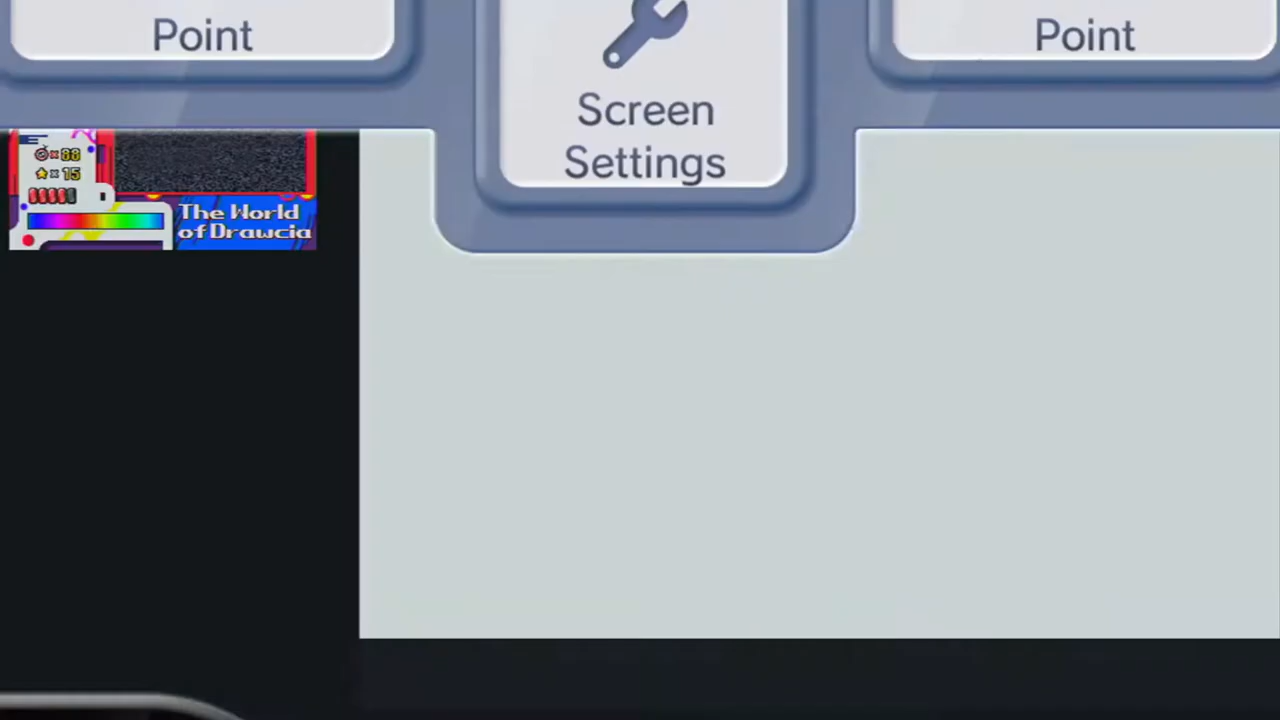 Point
Point
Screen
Settings
×88
×15
The World
of Drawcia